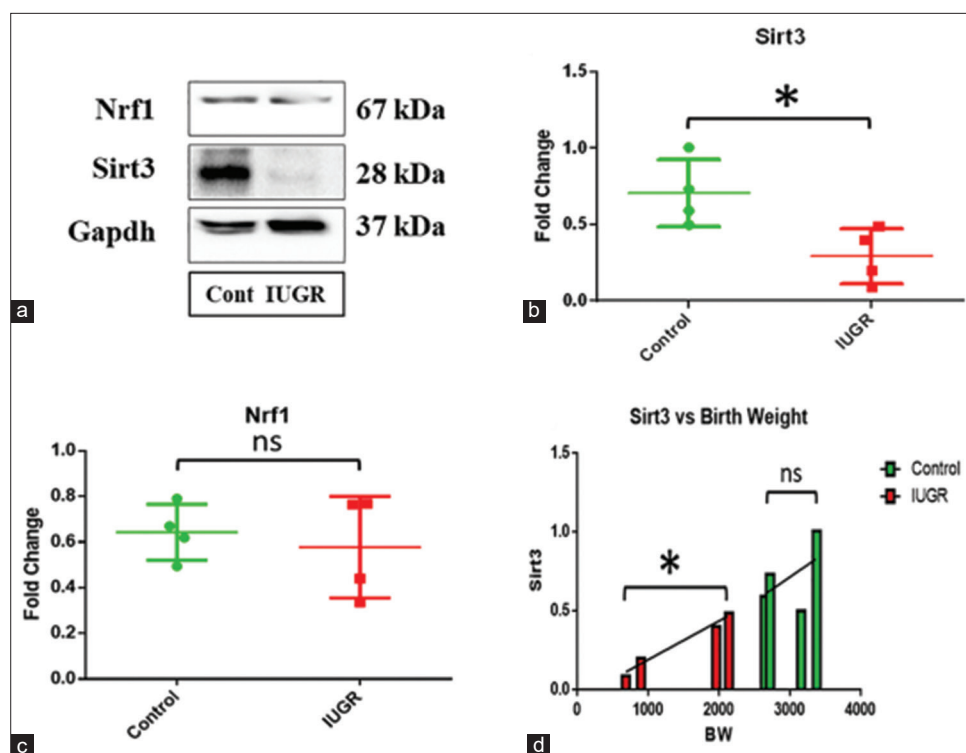 Nrf1 67 kDa
Sirt3 28 kDa
Gapdh 37 kDa
Cont IUGR
a
Sirt3
*
Fold Change
1.5
1.0
0.5
0.0
Control
IUGR
b
Nrf1
ns
Fold Change
1.0
0.8
0.6
0.4
0.2
0.0
Control
IUGR
c
Sirt3 vs Birth Weight
Control
IUGR
ns
*
Sirt3
1.5
1.0
0.5
0.0
0 1000 2000 3000 4000
BW
d